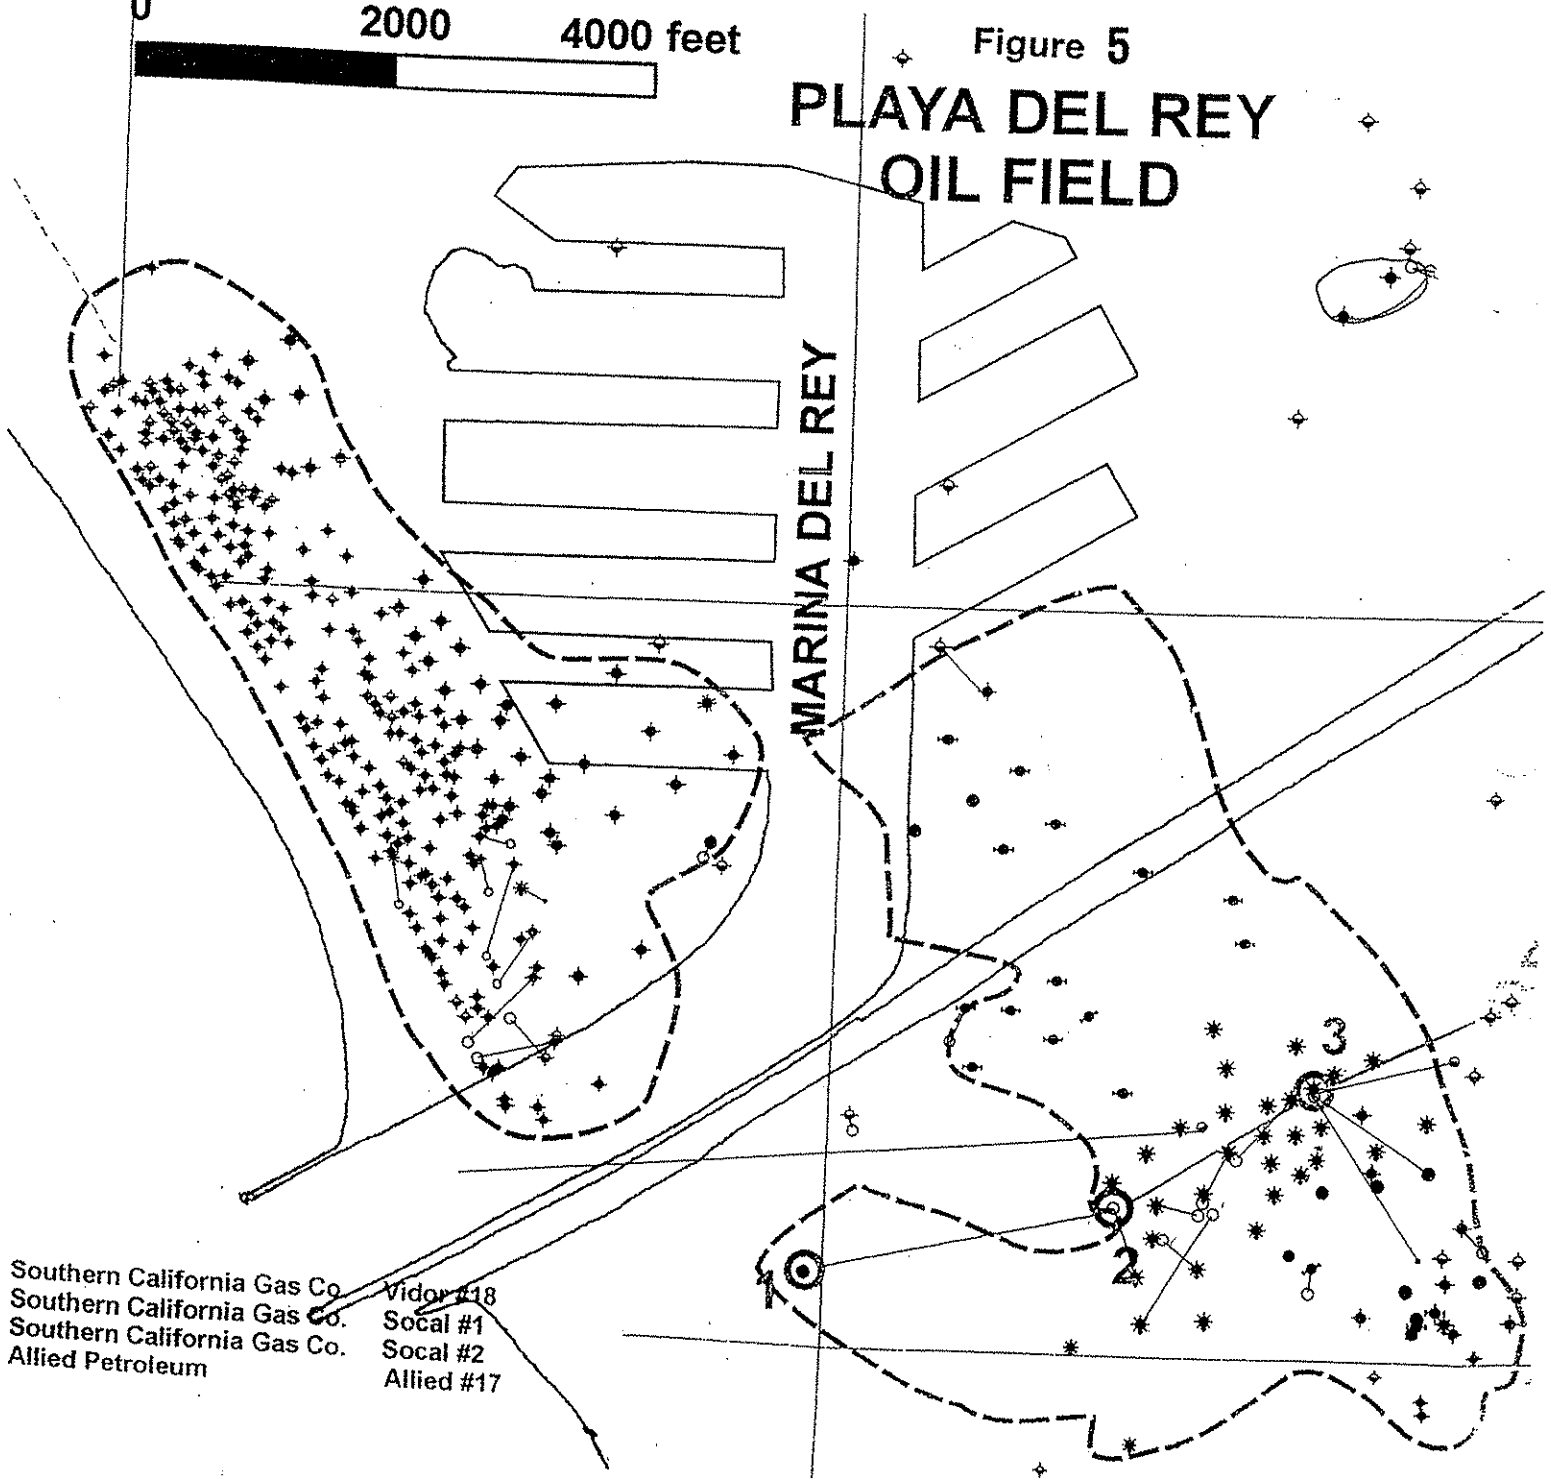 0 2000 4000 feet
Figure 5
PLAYA DEL REY
OIL FIELD
MARINA DEL REY
3
2
1
Southern California Gas Co. Vidor #18
Southern California Gas Co. Socal #1
Southern California Gas Co. Socal #2
Allied Petroleum Allied #17